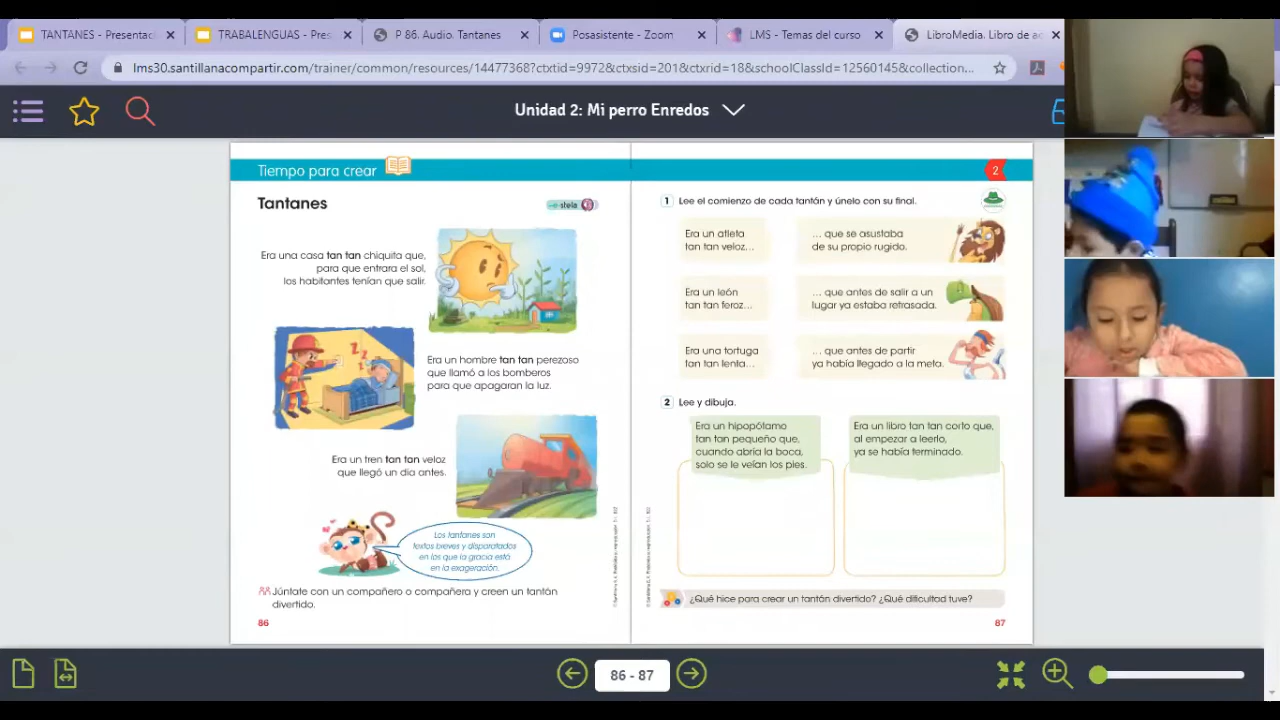 TANTANES - Presentac
TRABALENGUAS - Pres
P 86. Audio. Tantanes
Posasistente - Zoom
LMS - Temas del curso
LibroMedia. Libro de ac
lms30.santillanacompartir.com/trainer/common/resources/14477368?ctxtid=9972&ctxsid=201&ctxrid=18&schoolClassId=12560145&collection...
Unidad 2: Mi perro Enredos
Tiempo para crear
Tantanes
stela
Era una casa tan tan chiquita que,
para que entrara el sol,
los habitantes tenían que salir.
Era un hombre tan tan perezoso
que llamó a los bomberos
para que apagaran la luz.
Era un tren tan tan veloz
que llegó un día antes.
Los tantanes son
textos breves y disparatados
en los que la gracia está
en la exageración.
Júntate con un compañero o compañera y creen un tantán
divertido.
86
2
1 Lee el comienzo de cada tantán y únelo con su final.
Era un atleta
tan tan veloz...
... que se asustaba
de su propio rugido.
Era un león
tan tan feroz...
... que antes de salir a un
lugar ya estaba retrasada.
Era una tortuga
tan tan lenta...
... que antes de partir
ya había llegado a la meta.
2 Lee y dibuja.
Era un hipopótamo
tan tan pequeño que,
cuando abría la boca,
solo se le veían los pies.
Era un libro tan tan corto que,
al empezar a leerlo,
ya se había terminado.
¿Qué hice para crear un tantán divertido? ¿Qué dificultad tuve?
87
86 - 87